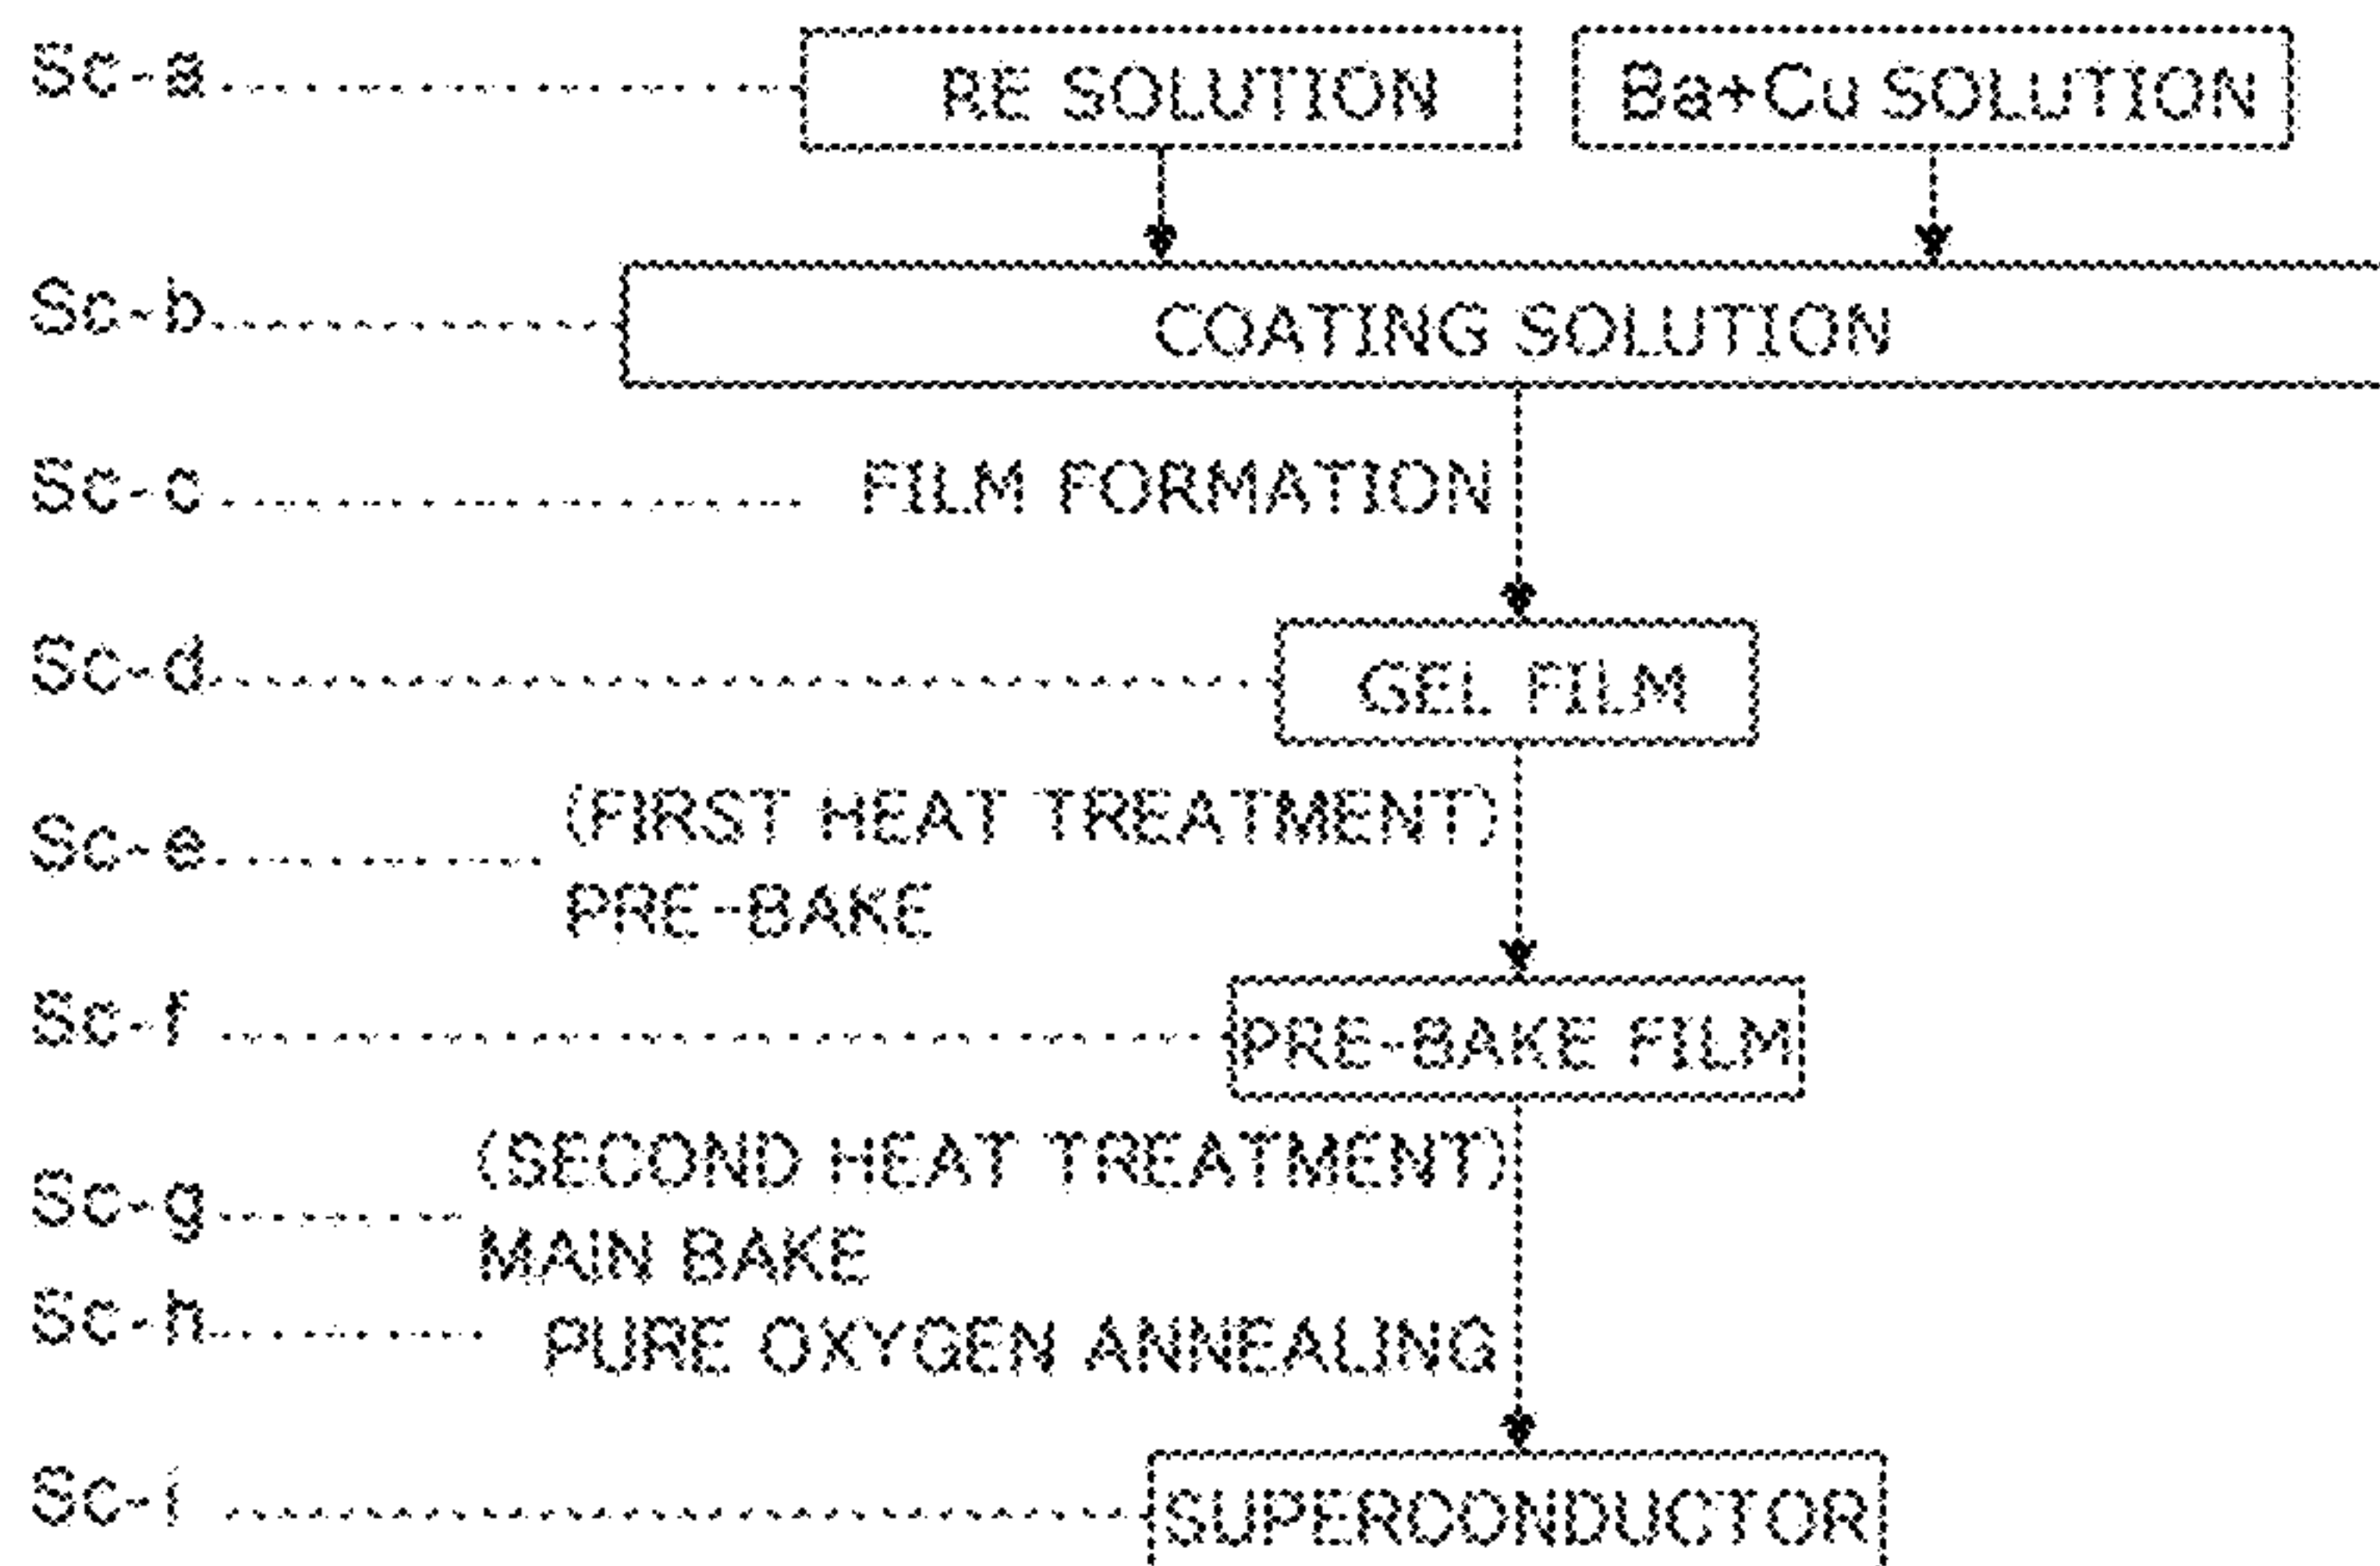 Sc-a RE SOLUTION Ba+Cu SOLUTION
Sc-b COATING SOLUTION
Sc-c FILM FORMATION
Sc-d GEL FILM
(FIRST HEAT TREATMENT)
Sc-e
PRE-BAKE
Sc-f PRE-BAKE FILM
(SECOND HEAT TREATMENT)
Sc-g
MAIN BAKE
Sc-h PURE OXYGEN ANNEALING
Sc-i SUPERCONDUCTOR